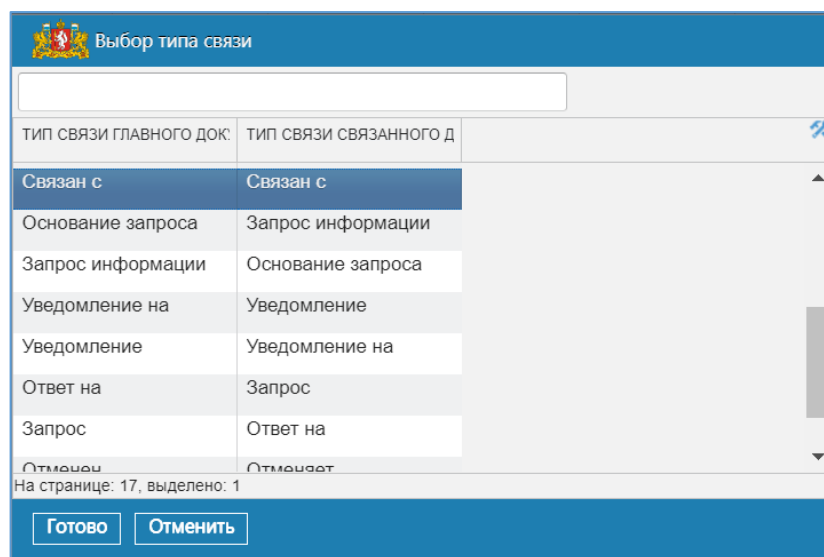 Выбор типа связи
ТИП СВЯЗИ ГЛАВНОГО ДОК ТИП СВЯЗИ СВЯЗАННОГО Д
Связан с Связан с
Основание запроса Запрос информации
Запрос информации Основание запроса
Уведомление на Уведомление
Уведомление Уведомление на
Ответ на Запрос
Запрос Ответ на
Отменен Отменяет
На странице: 17, выделено: 1
Готово Отменить